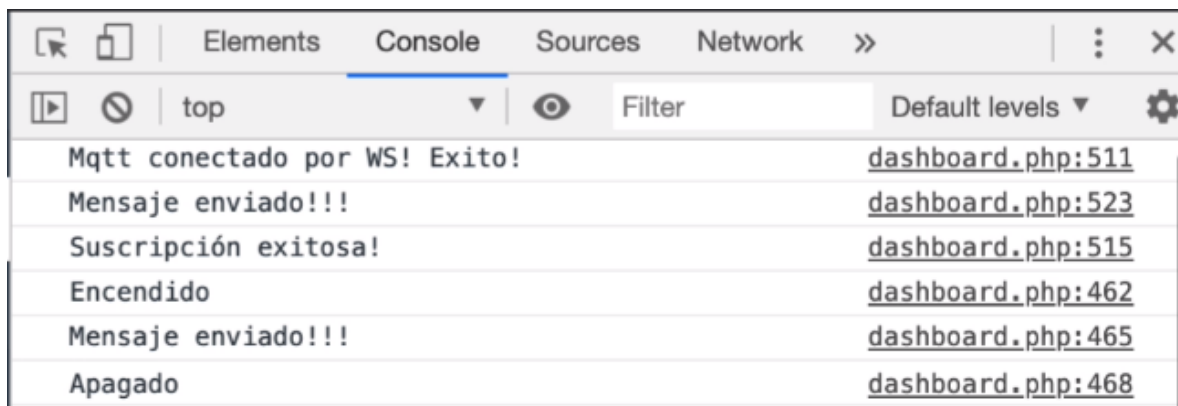 Elements Console Sources Network »
top Filter Default levels
Mqtt conectado por WS! Exito! dashboard.php:511
Mensaje enviado!!! dashboard.php:523
Suscripción exitosa! dashboard.php:515
Encendido dashboard.php:462
Mensaje enviado!!! dashboard.php:465
Apagado dashboard.php:468